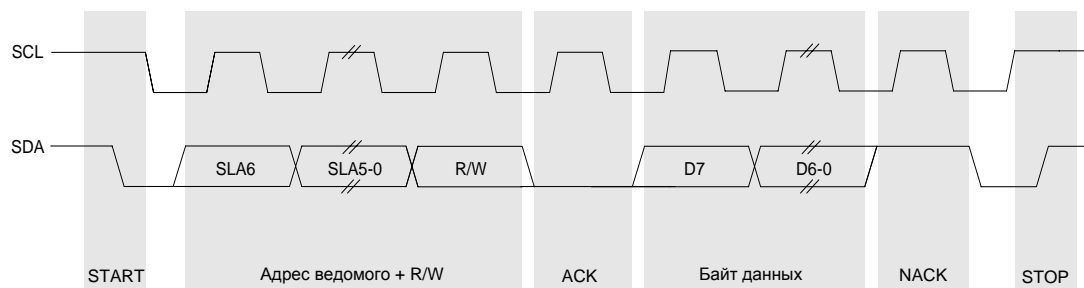 SCL
SDA
SLA6 SLA5-0 R/W D7 D6-0
START Адрес ведомого + R/W ACK Байт данных NACK STOP